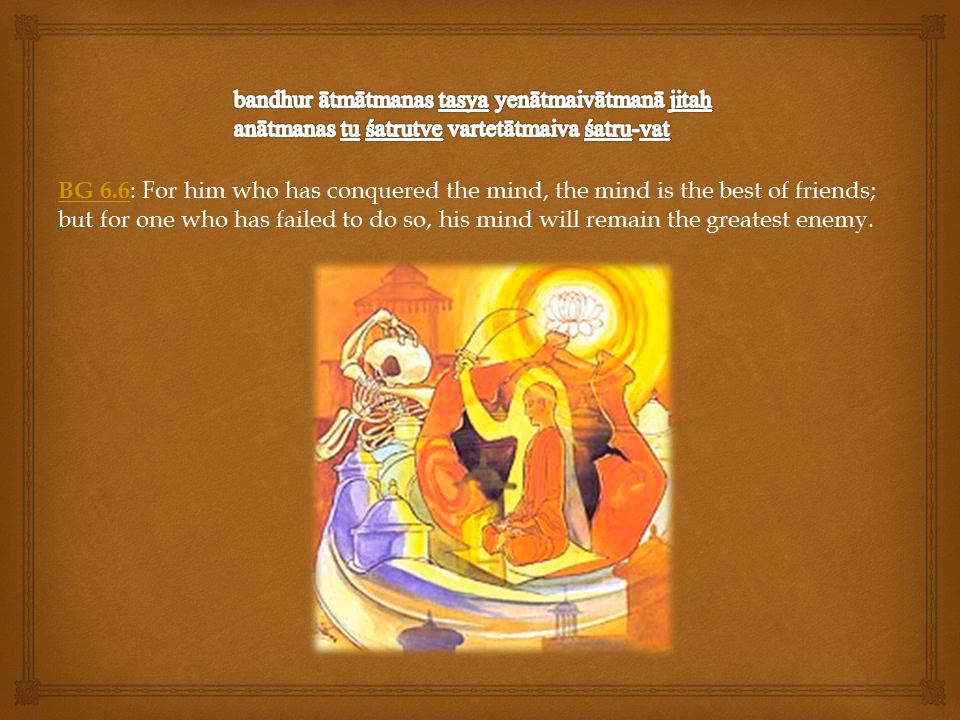 bandhur ātmātmanas tasya yenātmaivātmanā jitaḥ
anātmanas tu śatrutve vartetātmaiva śatru-vat
BG 6.6: For him who has conquered the mind, the mind is the best of friends;
but for one who has failed to do so, his mind will remain the greatest enemy.